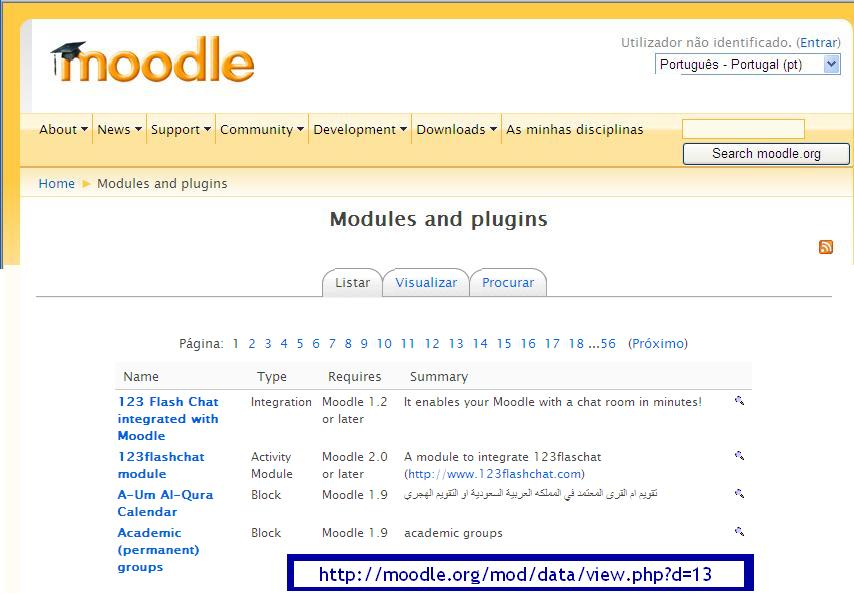 moodle
Utilizador não identificado. (Entrar)
Português - Portugal (pt)
About News Support Community Development Downloads As minhas disciplinas
Search moodle.org
Home Modules and plugins
Modules and plugins
Listar Visualizar Procurar
Página: 1 2 3 4 5 6 7 8 9 10 11 12 13 14 15 16 17 18 ...56 (Próximo)
Name Type Requires Summary
123 Flash Chat Integration Moodle 1.2 It enables your Moodle with a chat room in minutes!
integrated with or later
Moodle
123flashchat Activity Moodle 2.0 A module to integrate 123flaschat
module Module or later (http://www.123flashchat.com)
A-Um Al-Qura Block Moodle 1.9 تقويم ام القرى المعتمد في المملكه العربية السعودية او التقويم الهجري
Calendar
Academic Block Moodle 1.9 academic groups
(permanent)
groups
http://moodle.org/mod/data/view.php?d=13